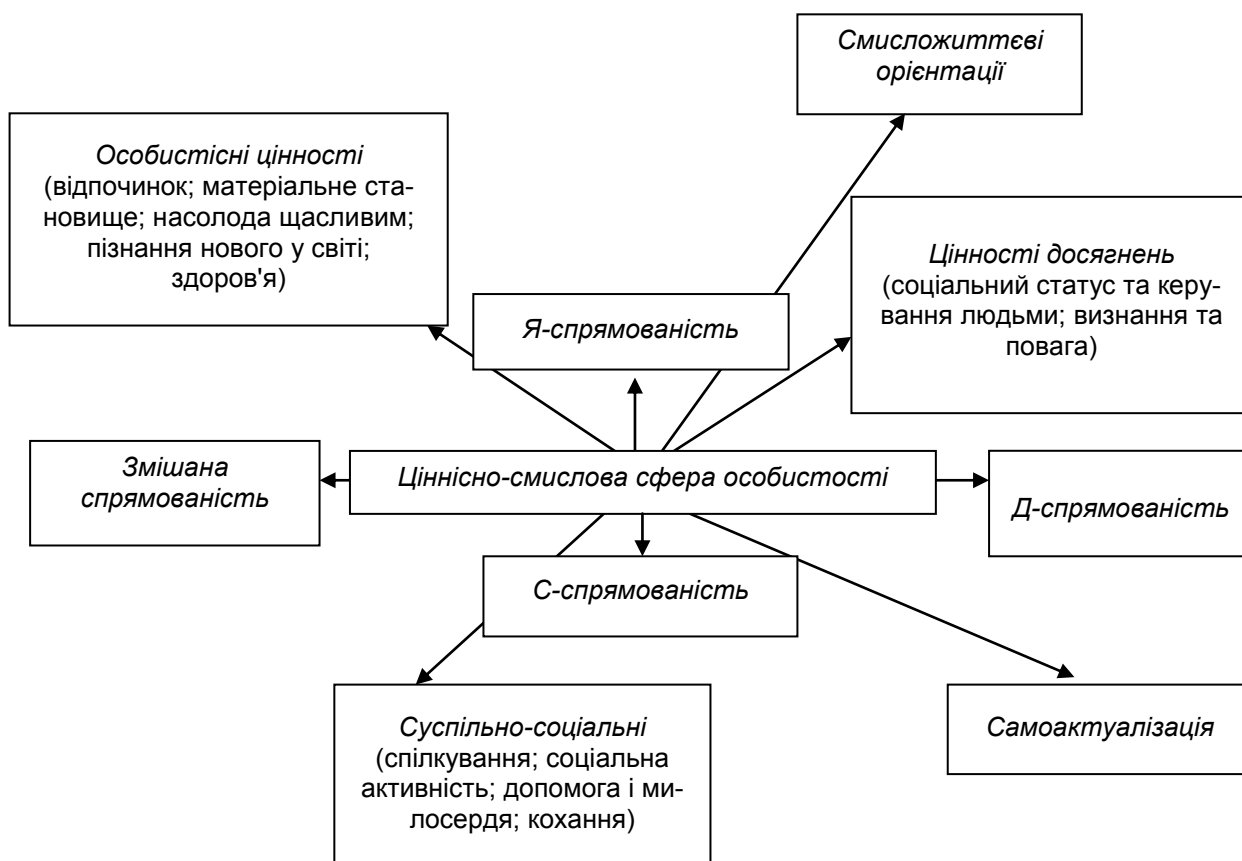 Смисложиттєві
орієнтації
Особистісні цінності
(відпочинок; матеріальне ста-
новище; насолода щасливим;
пізнання нового у світі;
здоров'я)
Цінності досягнень
(соціальний статус та керу-
вання людьми; визнання та
повага)
Я-спрямованість
Змішана
спрямованість
Ціннісно-смислова сфера особистості
Д-спрямованість
С-спрямованість
Суспільно-соціальні
(спілкування; соціальна
активність; допомога і ми-
лосердя; кохання)
Самоактуалізація